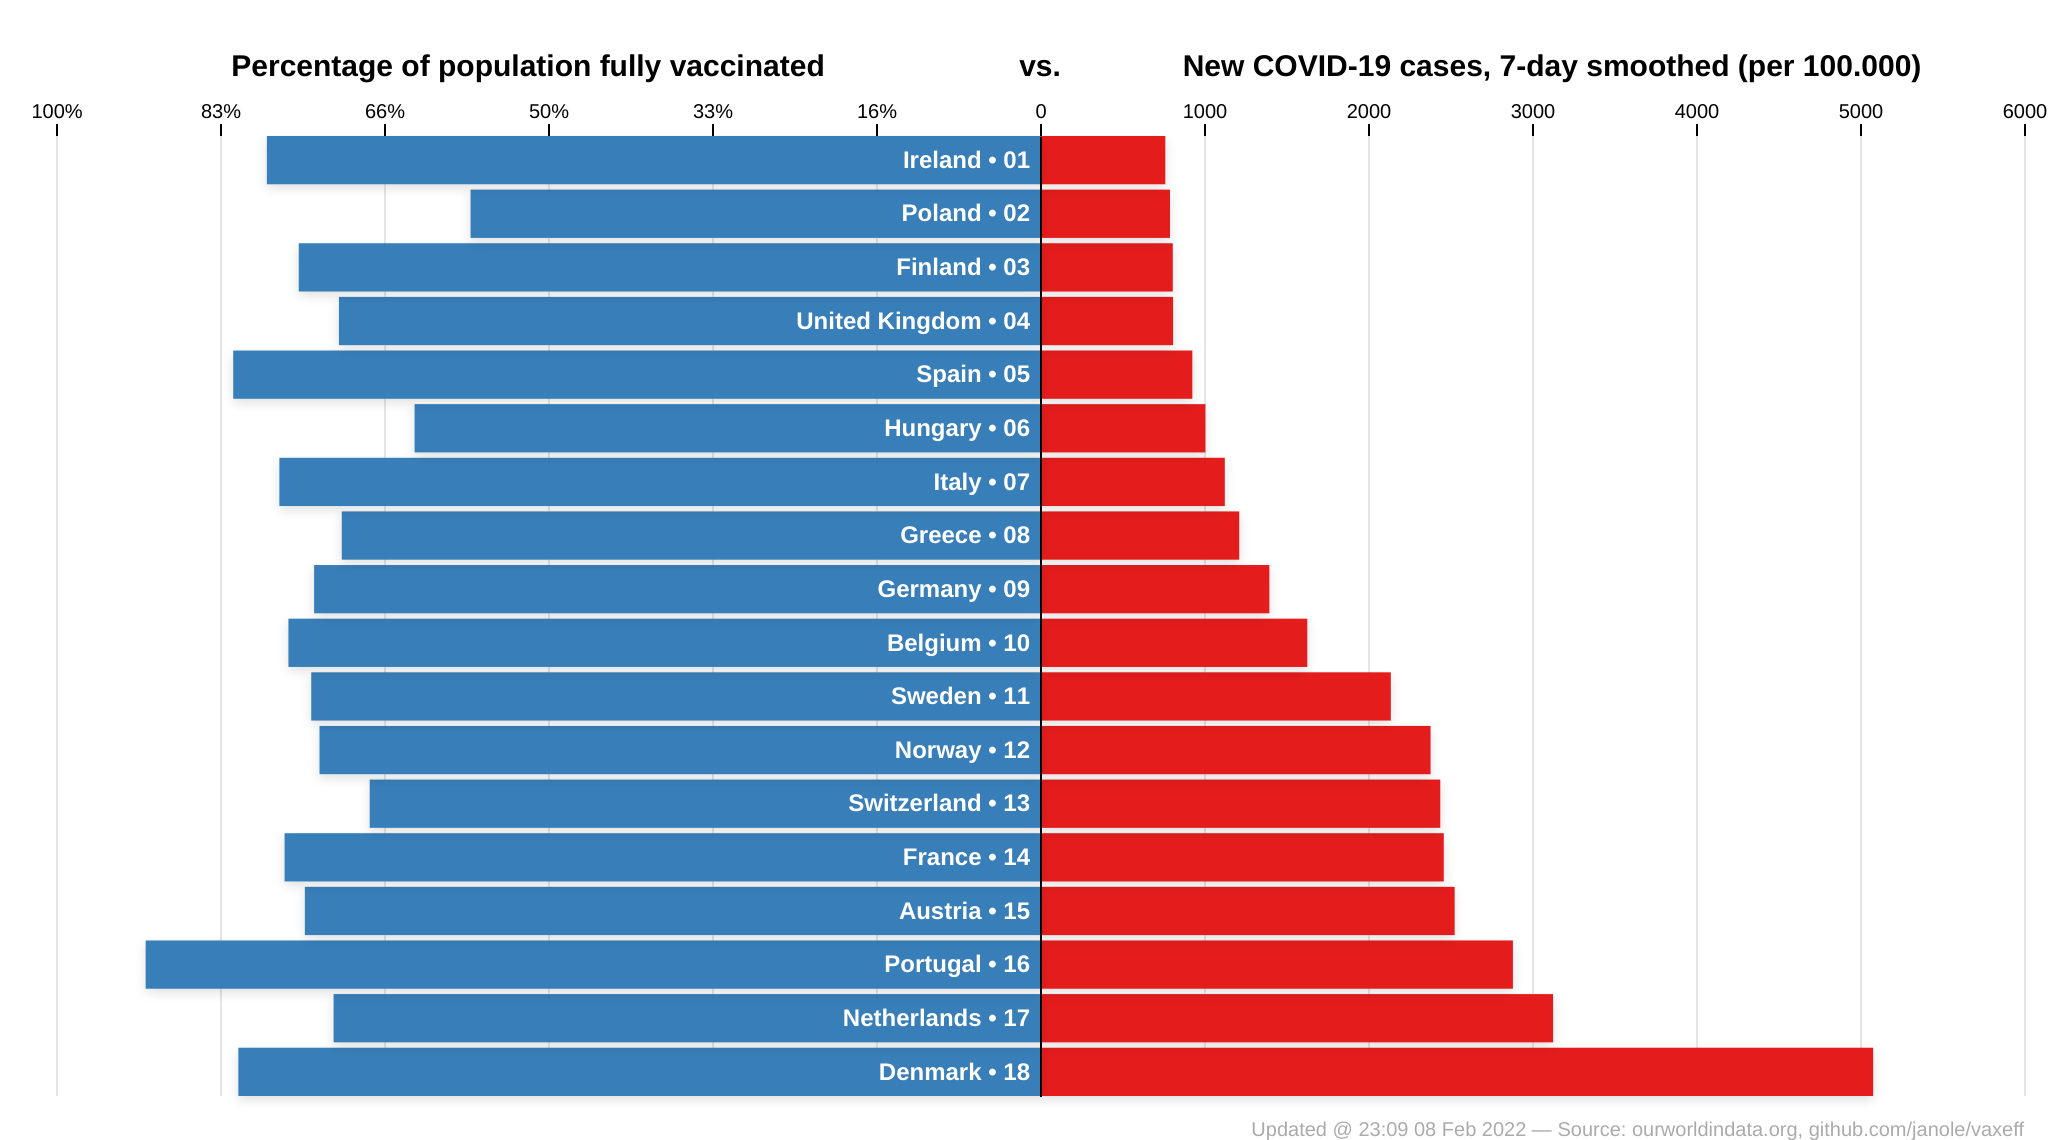 Percentage of population fully vaccinated vs. New COVID-19 cases, 7-day smoothed (per 100.000)
100% 83% 66% 50% 33% 16% 0 1000 2000 3000 4000 5000 6000
Ireland • 01
Poland • 02
Finland • 03
United Kingdom • 04
Spain • 05
Hungary • 06
Italy • 07
Greece • 08
Germany • 09
Belgium • 10
Sweden • 11
Norway • 12
Switzerland • 13
France • 14
Austria • 15
Portugal • 16
Netherlands • 17
Denmark • 18
Updated @ 23:09 08 Feb 2022 — Source: ourworldindata.org, github.com/janole/vaxeff